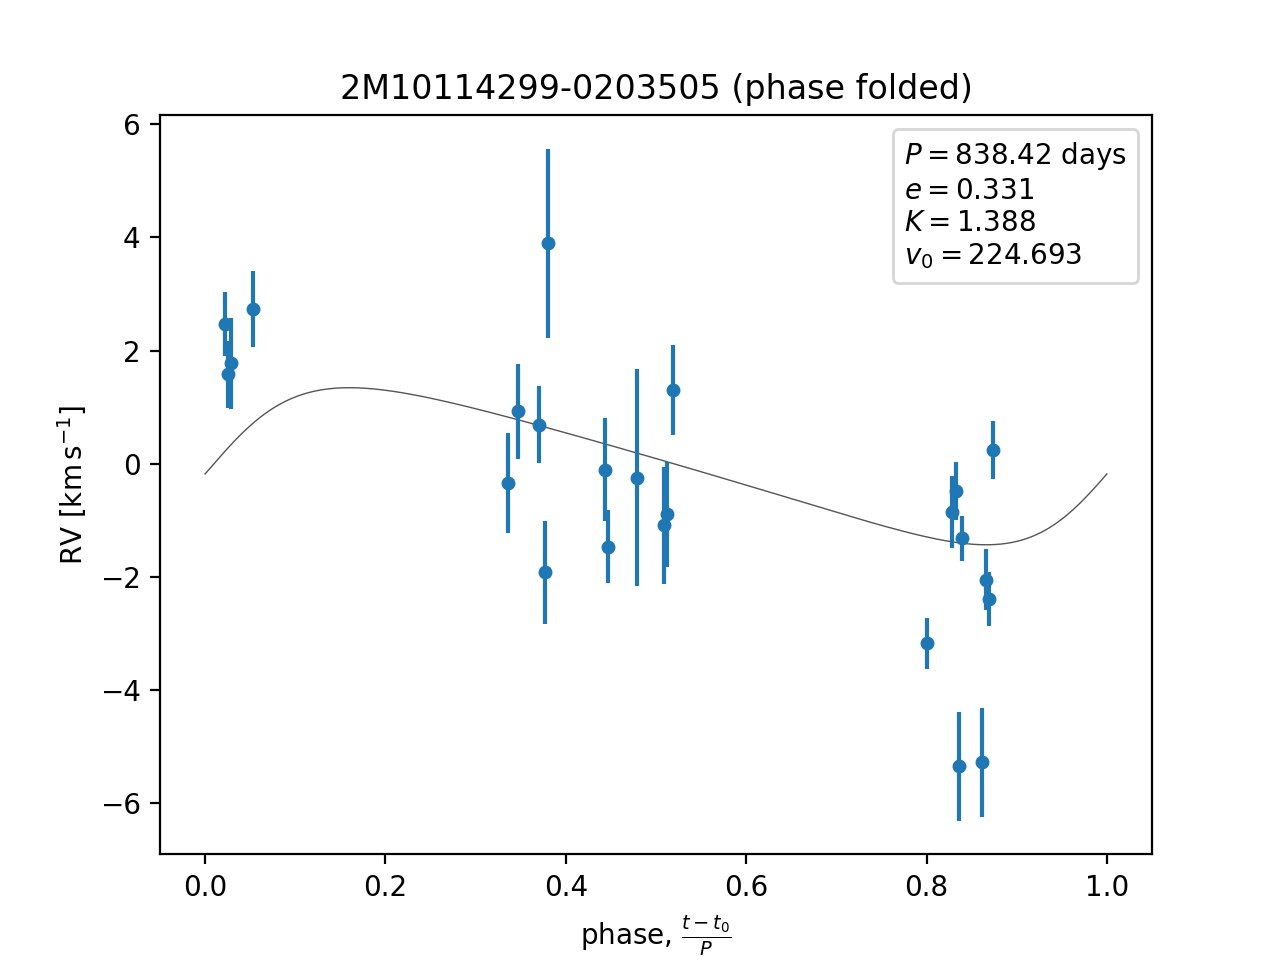 2M10114299-0203505 (phase folded)
P = 838.42 days
e = 0.331
K = 1.388
v₀ = 224.693
RV [km s⁻¹]
6
4
2
0
−2
−4
−6
0.0 0.2 0.4 0.6 0.8 1.0
phase, (t − t₀)/P